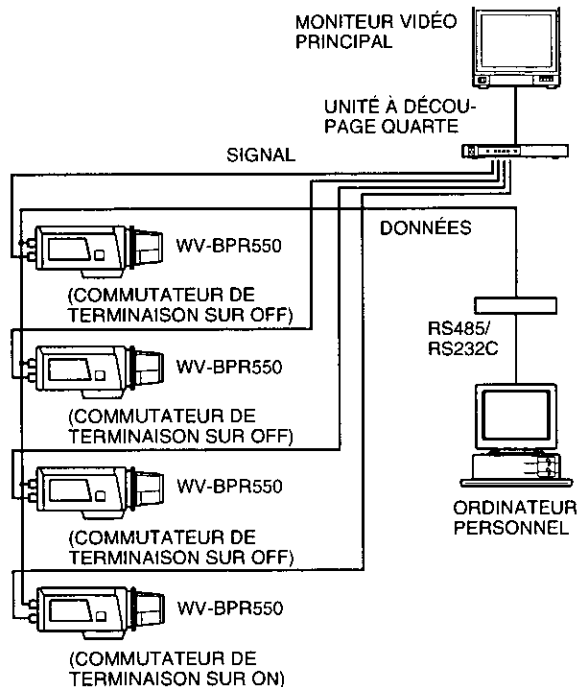 MONITEUR VIDÉO
PRINCIPAL
UNITÉ À DÉCOU-
PAGE QUARTE
SIGNAL
DONNÉES
WV-BPR550
(COMMUTATEUR DE
TERMINAISON SUR OFF)
RS485/
RS232C
WV-BPR550
(COMMUTATEUR DE
TERMINAISON SUR OFF)
WV-BPR550
(COMMUTATEUR DE
TERMINAISON SUR OFF)
ORDINATEUR
PERSONNEL
WV-BPR550
(COMMUTATEUR DE
TERMINAISON SUR ON)